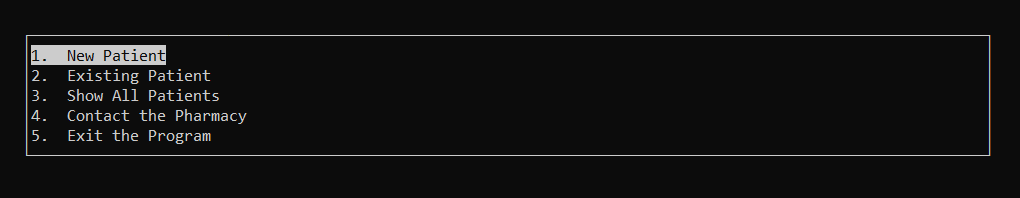 1.  New Patient
2.  Existing Patient
3.  Show All Patients
4.  Contact the Pharmacy
5.  Exit the Program